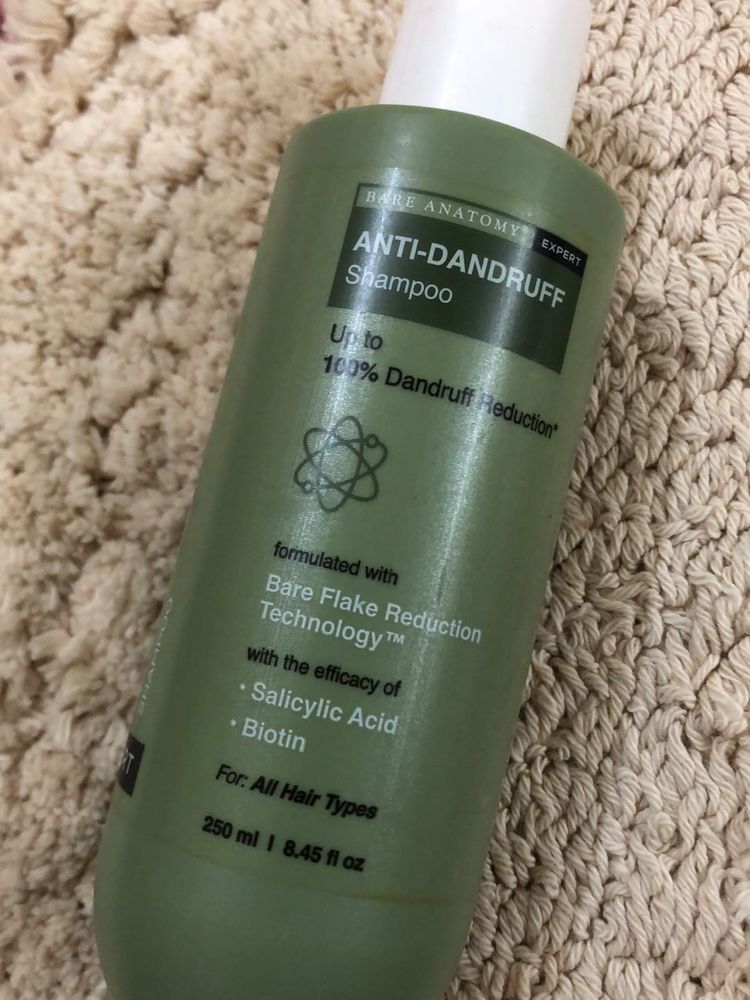 BARE ANATOMY®
EXPERT
ANTI-DANDRUFF
Shampoo
Up to
100% Dandruff Reduction*
formulated with
Bare Flake Reduction
Technology™
with the efficacy of
• Salicylic Acid
• Biotin
For: All Hair Types
250 ml I 8.45 fl oz